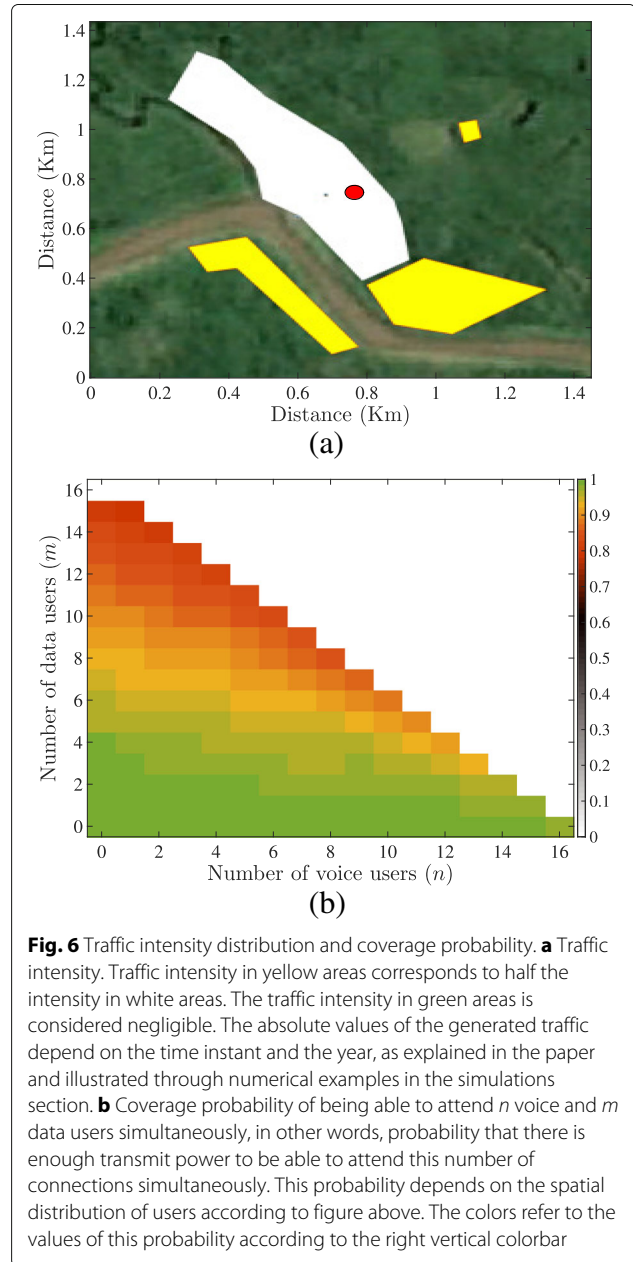 1.4
1.2
1
0.8
0.6
0.4
0.2
0
Distance (Km)
0 0.2 0.4 0.6 0.8 1 1.2 1.4
Distance (Km)
(a)
16
14
12
10
8
6
4
2
0
Number of data users (m)
1
0.9
0.8
0.7
0.6
0.5
0.4
0.3
0.2
0.1
0
0 2 4 6 8 10 12 14 16
Number of voice users (n)
(b)
Fig. 6 Traffic intensity distribution and coverage probability. a Traffic
intensity. Traffic intensity in yellow areas corresponds to half the
intensity in white areas. The traffic intensity in green areas is
considered negligible. The absolute values of the generated traffic
depend on the time instant and the year, as explained in the paper
and illustrated through numerical examples in the simulations
section. b Coverage probability of being able to attend n voice and m
data users simultaneously, in other words, probability that there is
enough transmit power to be able to attend this number of
connections simultaneously. This probability depends on the spatial
distribution of users according to figure above. The colors refer to the
values of this probability according to the right vertical colorbar